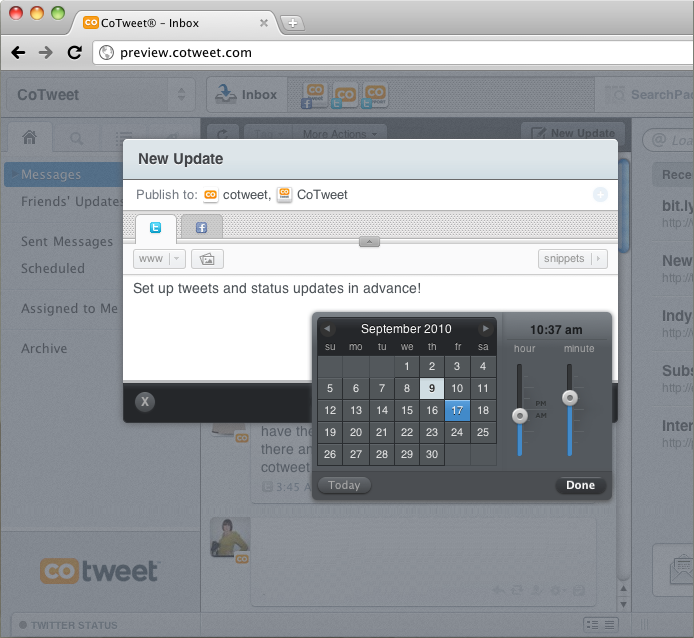 CoTweet® – Inbox
preview.cotweet.com
CoTweet
Inbox
SearchPa
More Actions
New Update
Loa
Messages
Friends' Updates
Sent Messages
Scheduled
Assigned to Me
Archive
Rece
bit.ly
http://
New
http://
Indy
http://
Subs
http://
Inter
http://
New Update
Publish to: cotweet, CoTweet
www
snippets
Set up tweets and status updates in advance!
X
September 2010
su mo tu we th fr sa
1 2 3 4
5 6 7 8 9 10 11
12 13 14 15 16 17 18
19 20 21 22 23 24 25
26 27 28 29 30
Today
10:37 am
hour minute
PM
AM
Done
have the
there an
cotweet
3:45 A
co tweet
TWITTER STATUS